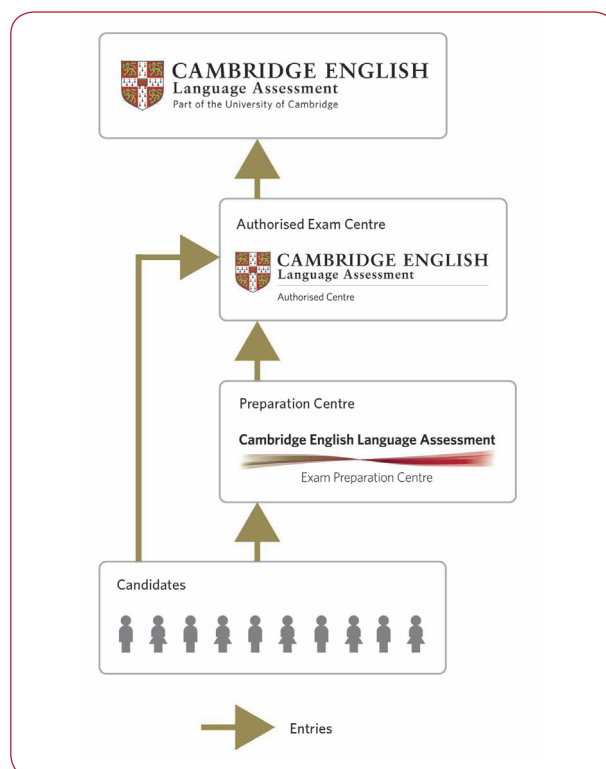 CAMBRIDGE ENGLISH
Language Assessment
Part of the University of Cambridge
Authorised Exam Centre
CAMBRIDGE ENGLISH
Language Assessment
Authorised Centre
Preparation Centre
Cambridge English Language Assessment
Exam Preparation Centre
Candidates
Entries